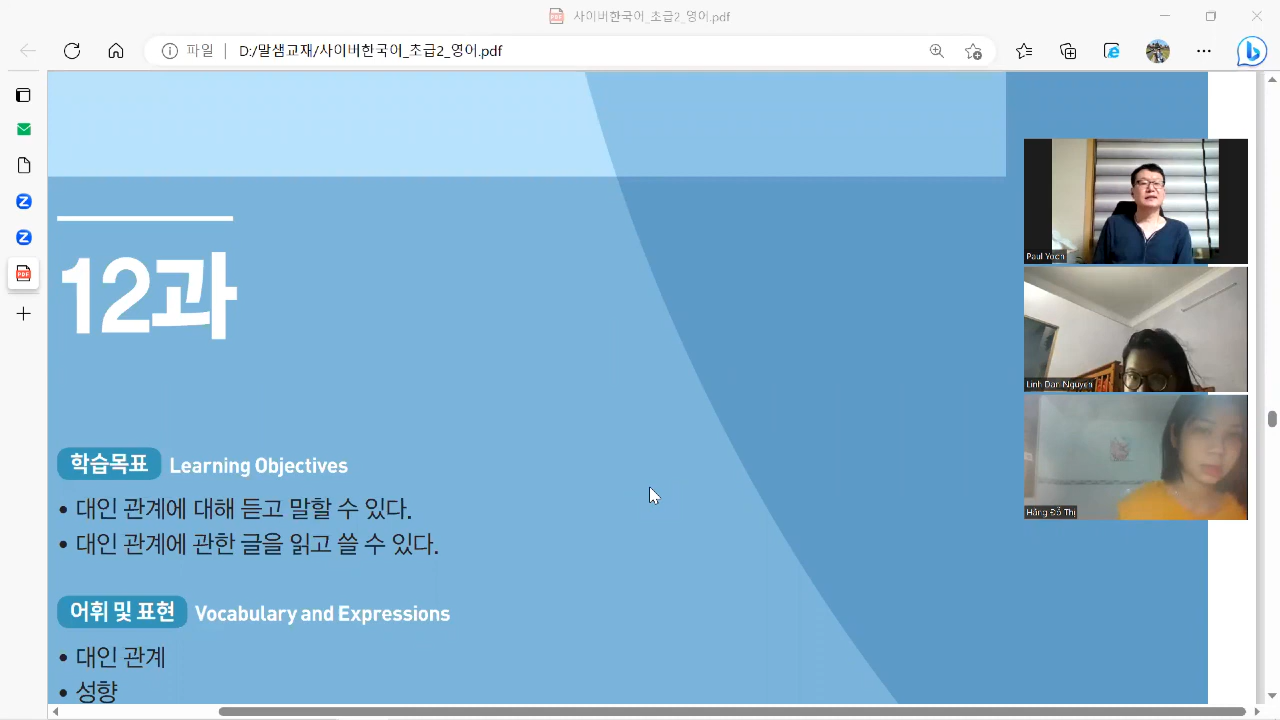 사이버한국어_초급2_영어.pdf
파일
D:/말샘교재/사이버한국어_초급2_영어.pdf
12과
학습목표 Learning Objectives
• 대인 관계에 대해 듣고 말할 수 있다.
• 대인 관계에 관한 글을 읽고 쓸 수 있다.
어휘 및 표현 Vocabulary and Expressions
• 대인 관계
• 성향
Paul Yoon
Linh Dan Nguyen
Hằng Đỗ Thị